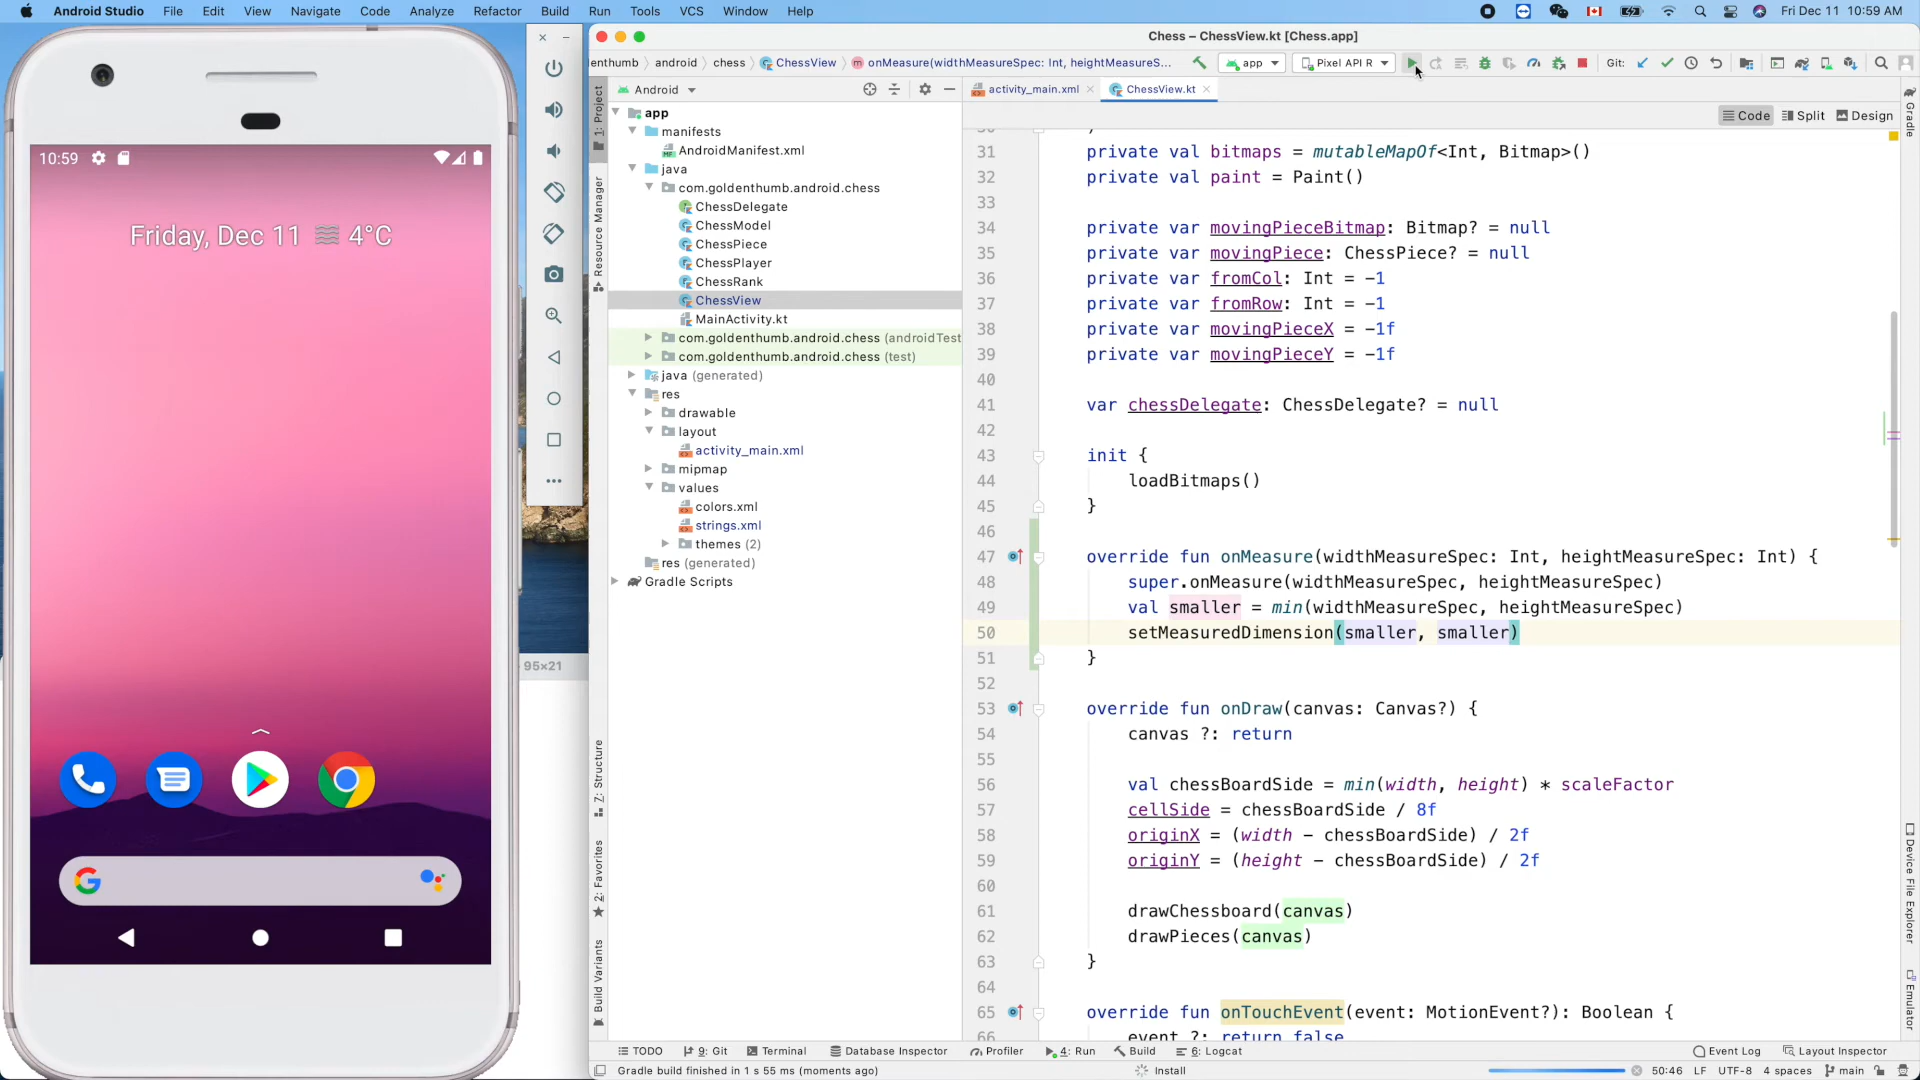 Android Studio File Edit View Navigate Code Analyze Refactor Build Run Tools VCS Window Help Fri Dec 11 10:59 AM
Chess – ChessView.kt [Chess.app]
enthumb android chess ChessView onMeasure(widthMeasureSpec: Int, heightMeasureS... app Pixel API R Git:
Android
activity_main.xml ChessView.kt
Code Split Design
1: Project
Resource Manager
Z: Structure
2: Favorites
Build Variants
Gradle
Device File Explorer
Emulator
app
manifests
AndroidManifest.xml
java
com.goldenthumb.android.chess
ChessDelegate
ChessModel
ChessPiece
ChessPlayer
ChessRank
ChessView
MainActivity.kt
com.goldenthumb.android.chess (androidTest
com.goldenthumb.android.chess (test)
java (generated)
res
drawable
layout
activity_main.xml
mipmap
values
colors.xml
strings.xml
themes (2)
res (generated)
Gradle Scripts
10:59
Friday, Dec 11 4°C
95×21
30 }
31 private val bitmaps = mutableMapOf<Int, Bitmap>()
32 private val paint = Paint()
33
34 private var movingPieceBitmap: Bitmap? = null
35 private var movingPiece: ChessPiece? = null
36 private var fromCol: Int = -1
37 private var fromRow: Int = -1
38 private var movingPieceX = -1f
39 private var movingPieceY = -1f
40
41 var chessDelegate: ChessDelegate? = null
42
43 init {
44 loadBitmaps()
45 }
46
47 override fun onMeasure(widthMeasureSpec: Int, heightMeasureSpec: Int) {
48 super.onMeasure(widthMeasureSpec, heightMeasureSpec)
49 val smaller = min(widthMeasureSpec, heightMeasureSpec)
50 setMeasuredDimension(smaller, smaller)
51 }
52
53 override fun onDraw(canvas: Canvas?) {
54 canvas ?: return
55
56 val chessBoardSide = min(width, height) * scaleFactor
57 cellSide = chessBoardSide / 8f
58 originX = (width - chessBoardSide) / 2f
59 originY = (height - chessBoardSide) / 2f
60
61 drawChessboard(canvas)
62 drawPieces(canvas)
63 }
64
65 override fun onTouchEvent(event: MotionEvent?): Boolean {
66 event ?: return false
TODO 9: Git Terminal Database Inspector Profiler 4: Run Build 6: Logcat Event Log Layout Inspector
Gradle build finished in 1 s 55 ms (moments ago) Install 50:46 LF UTF-8 4 spaces main